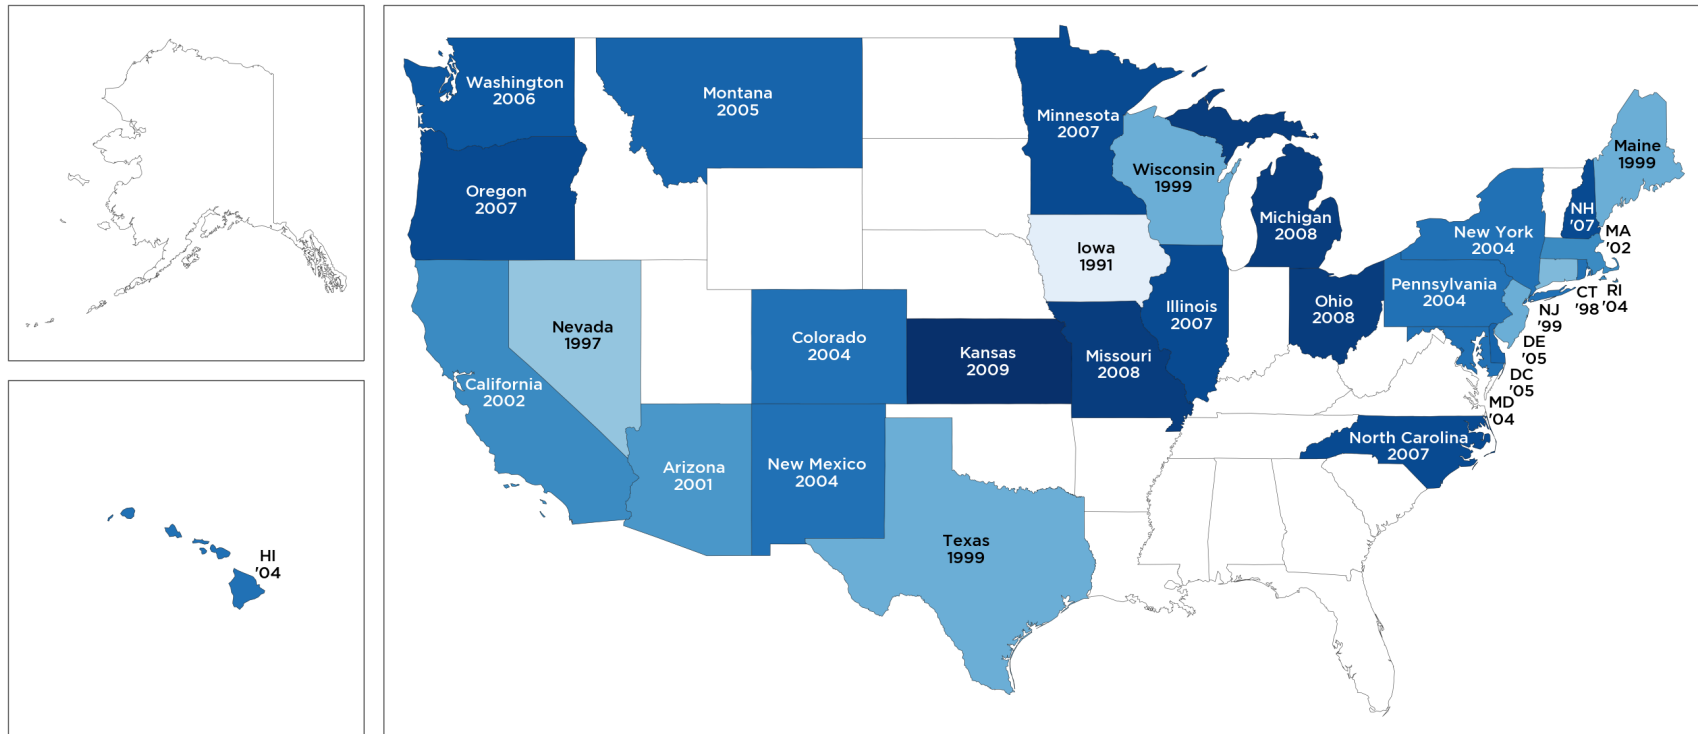 Washington
2006
Montana
2005
Minnesota
2007
Oregon
2007
Wisconsin
1999
Maine
1999
Michigan
2008
NH
'07
New York
2004
MA
'02
Iowa
1991
Pennsylvania
2004
CT
'98
RI
'04
Illinois
2007
Ohio
2008
NJ
'99
Nevada
1997
Colorado
2004
Kansas
2009
Missouri
2008
DE
'05
DC
'05
California
2002
MD
'04
North Carolina
2007
Arizona
2001
New Mexico
2004
Texas
1999
HI
'04